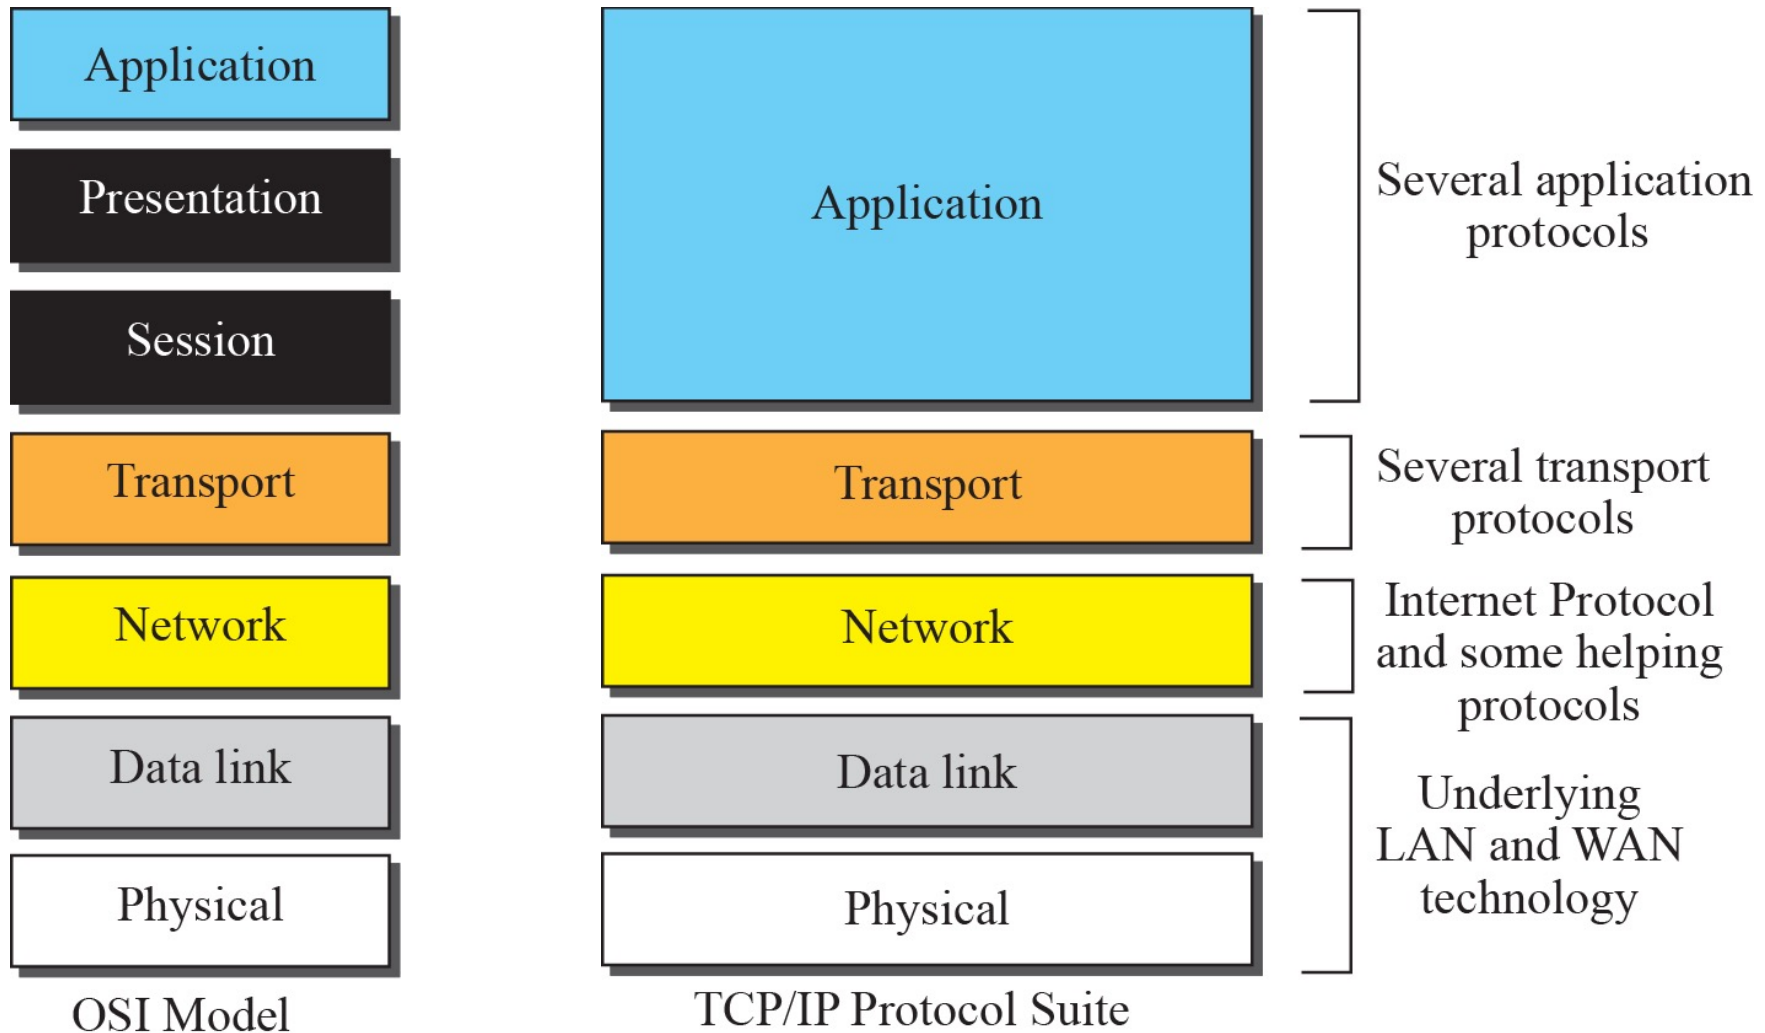 Application
Presentation
Session
Transport
Network
Data link
Physical
OSI Model
Application
Transport
Network
Data link
Physical
TCP/IP Protocol Suite
Several application
protocols
Several transport
protocols
Internet Protocol
and some helping
protocols
Underlying
LAN and WAN
technology